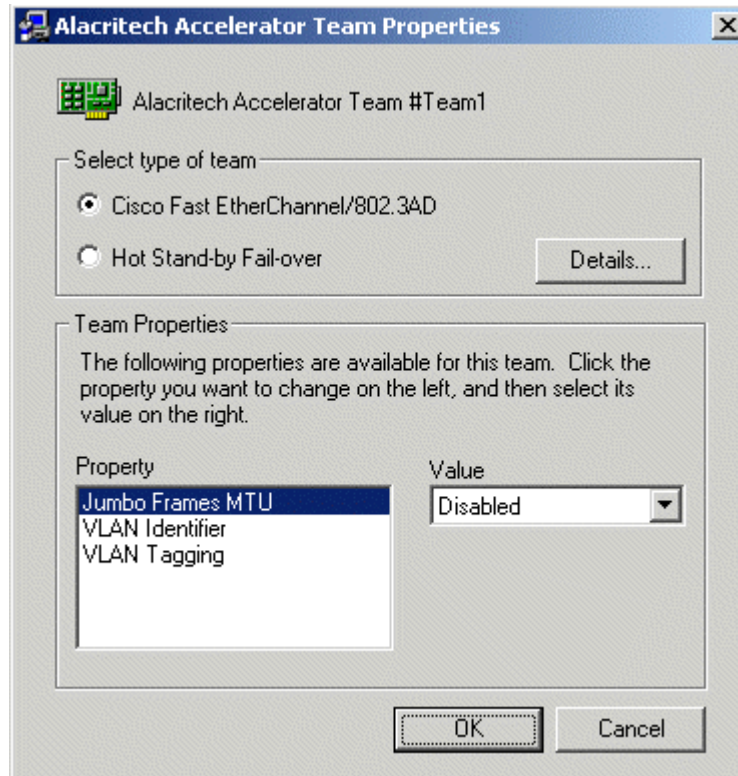 Alacritech Accelerator Team Properties
Alacritech Accelerator Team #Team1
Select type of team
Cisco Fast EtherChannel/802.3AD
Hot Stand-by Fail-over
Details...
Team Properties
The following properties are available for this team. Click the
property you want to change on the left, and then select its
value on the right.
Property
Value
Jumbo Frames MTU
Disabled
VLAN Identifier
VLAN Tagging
OK
Cancel